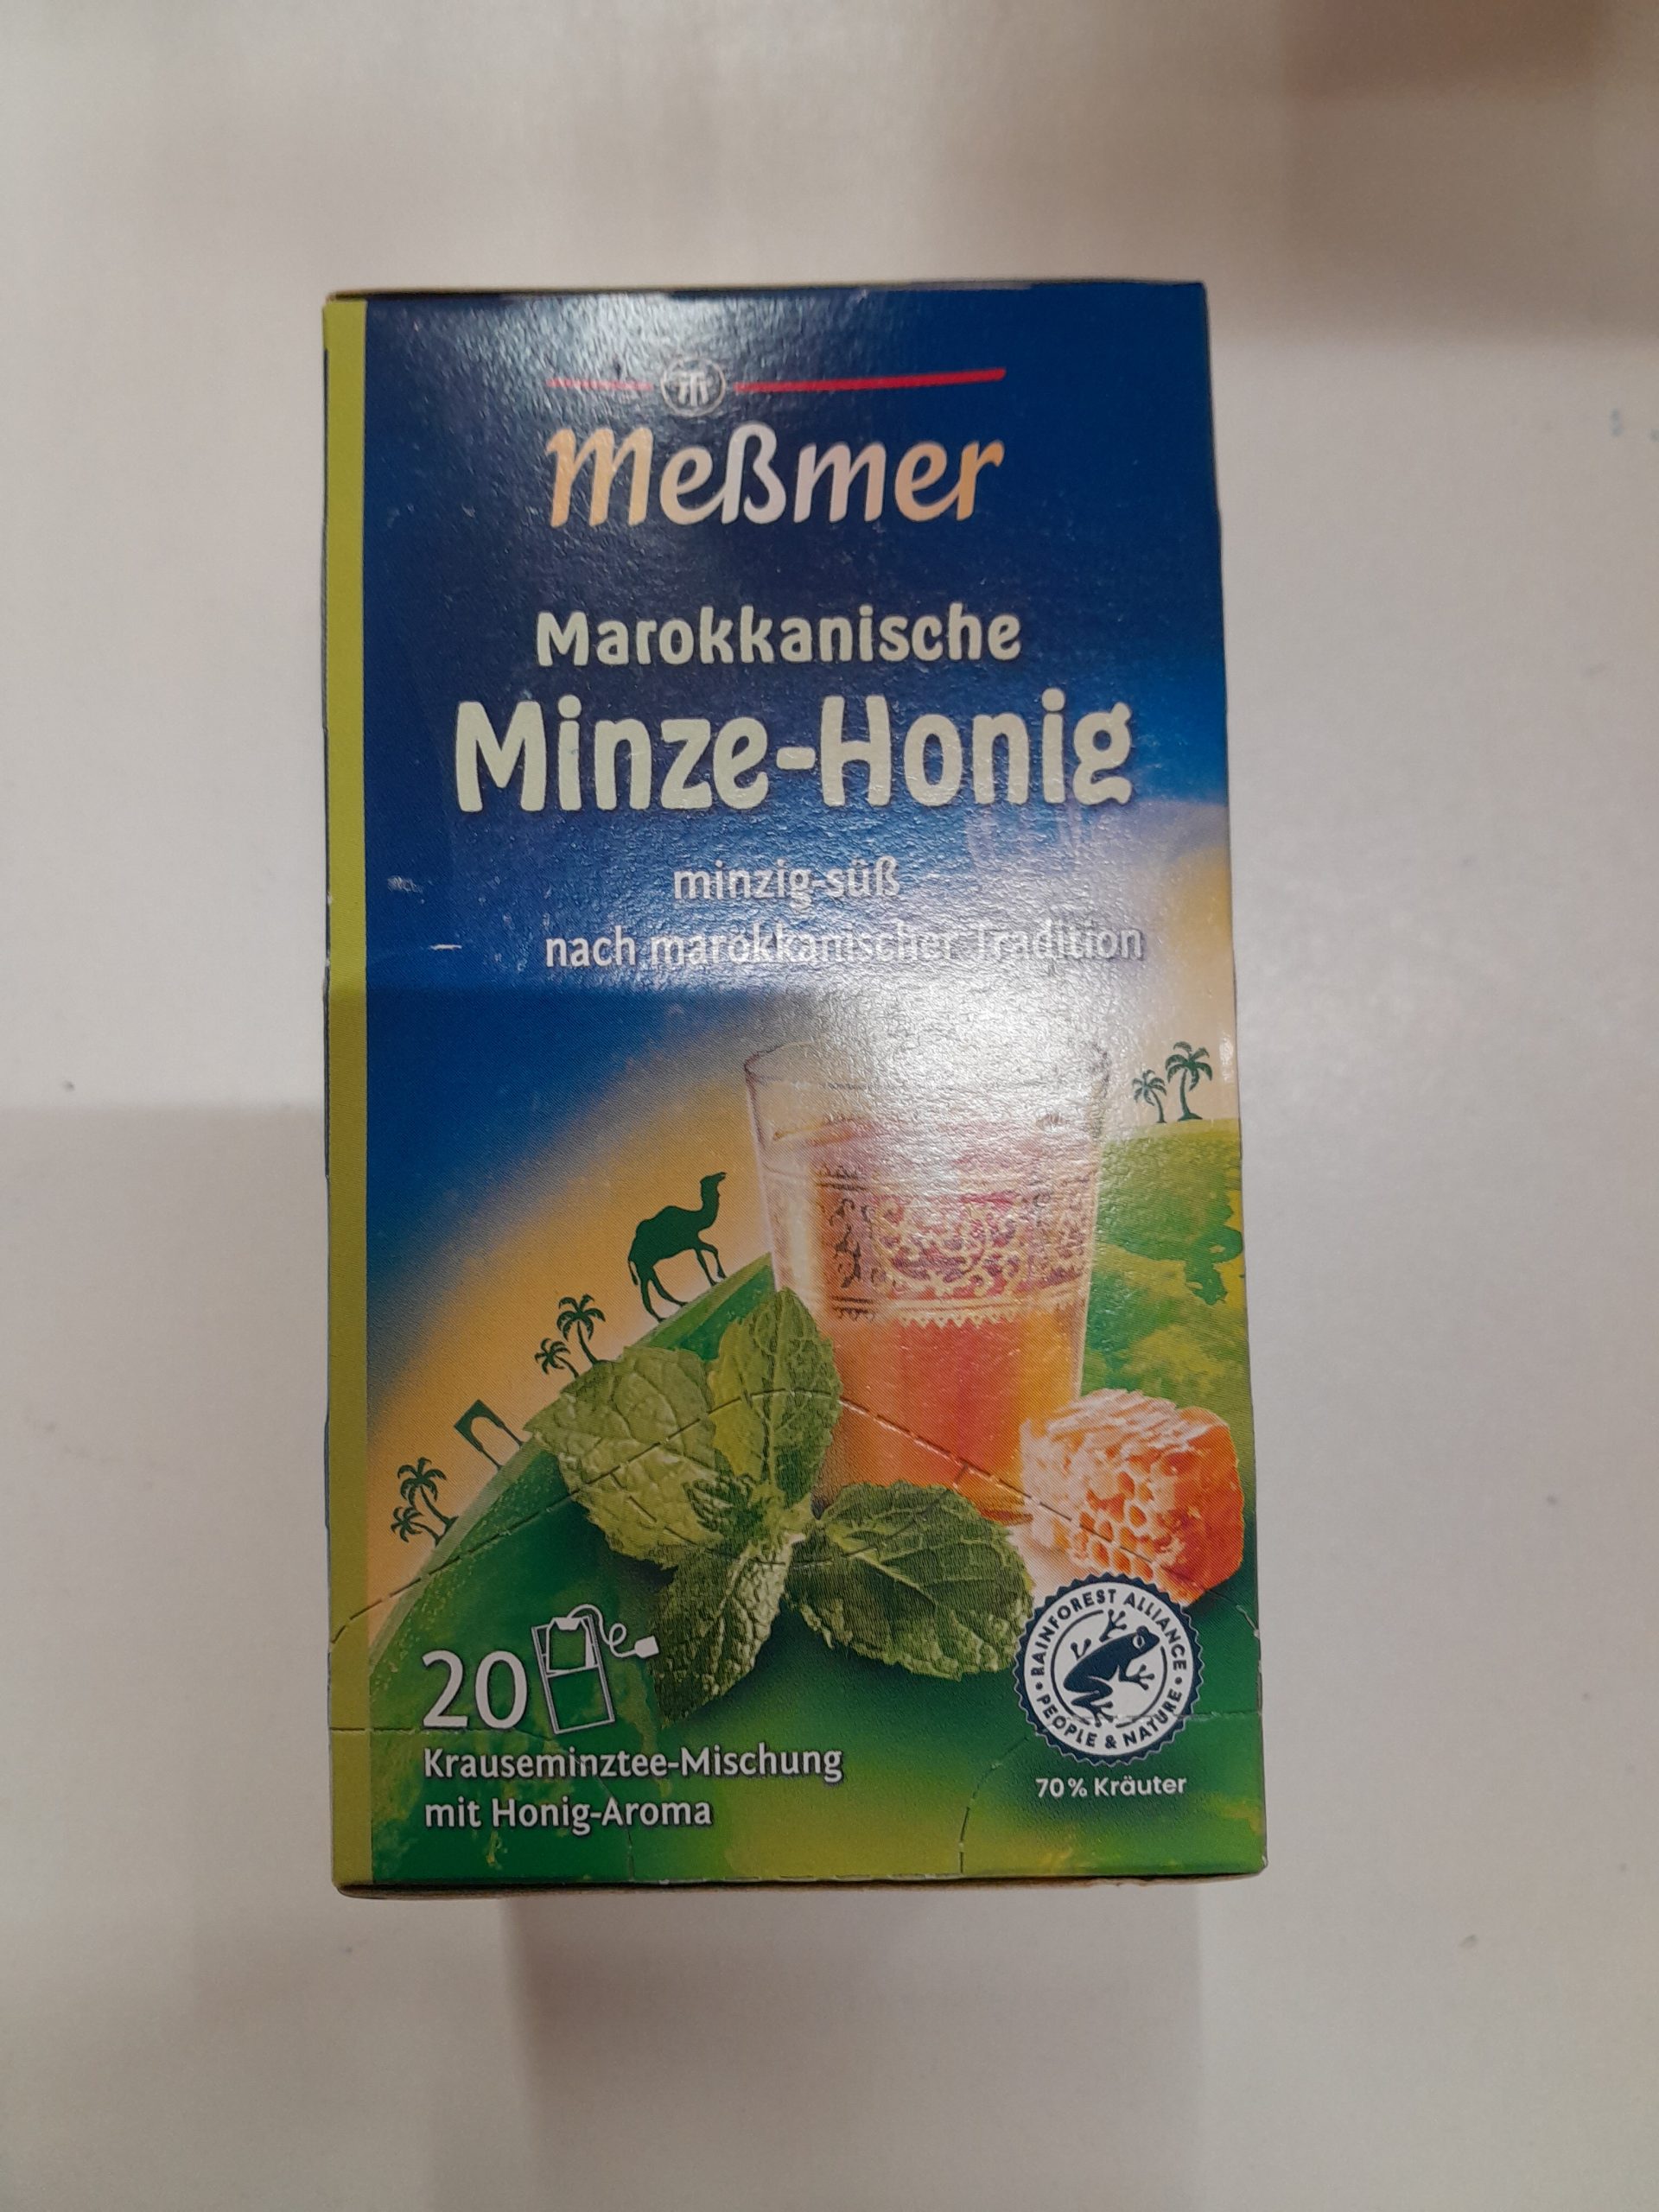 Meßmer
Marokkanische
Minze-Honig
minzig-süß
nach marokkanischer Tradition
20
Krauseminztee-Mischung
mit Honig-Aroma
RAINFOREST ALLIANCE
PEOPLE & NATURE
70% Kräuter